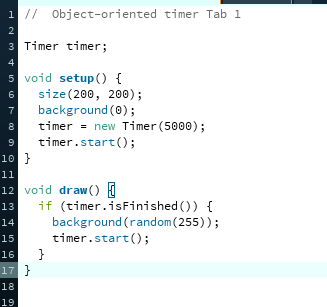 1 //  Object-oriented timer Tab 1
2
3 Timer timer;
4
5 void setup() {
6   size(200, 200);
7   background(0);
8   timer = new Timer(5000);
9   timer.start();
10 }
11
12 void draw() {
13   if (timer.isFinished()) {
14     background(random(255));
15     timer.start();
16   }
17 }
18
19